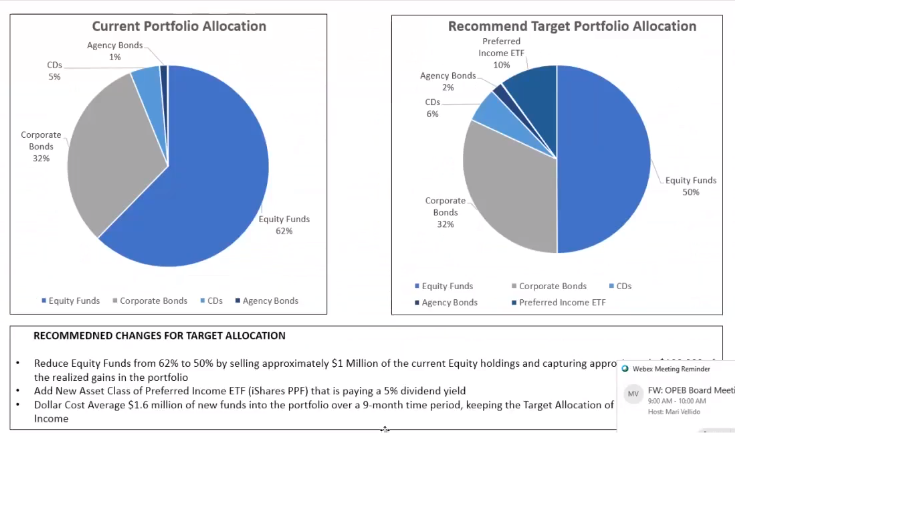 Current Portfolio Allocation
Agency Bonds
1%
CDs
5%
Corporate
Bonds
32%
Equity Funds
62%
Equity Funds Corporate Bonds CDs Agency Bonds
Recommend Target Portfolio Allocation
Preferred
Income ETF
10%
Agency Bonds
2%
CDs
6%
Corporate
Bonds
32%
Equity Funds
50%
Equity Funds Corporate Bonds CDs
Agency Bonds Preferred Income ETF
RECOMMEDNED CHANGES FOR TARGET ALLOCATION
• Reduce Equity Funds from 62% to 50% by selling approximately $1 Million of the current Equity holdings and capturing
the realized gains in the portfolio
• Add New Asset Class of Preferred Income ETF (iShares PPF) that is paying a 5% dividend yield
• Dollar Cost Average $1.6 million of new funds into the portfolio over a 9-month time period, keeping the Target Allocation of
Income
Webex Meeting Reminder
MV
FW: OPEB Board Meeti
9:00 AM - 10:00 AM
Host: Mari Vellido